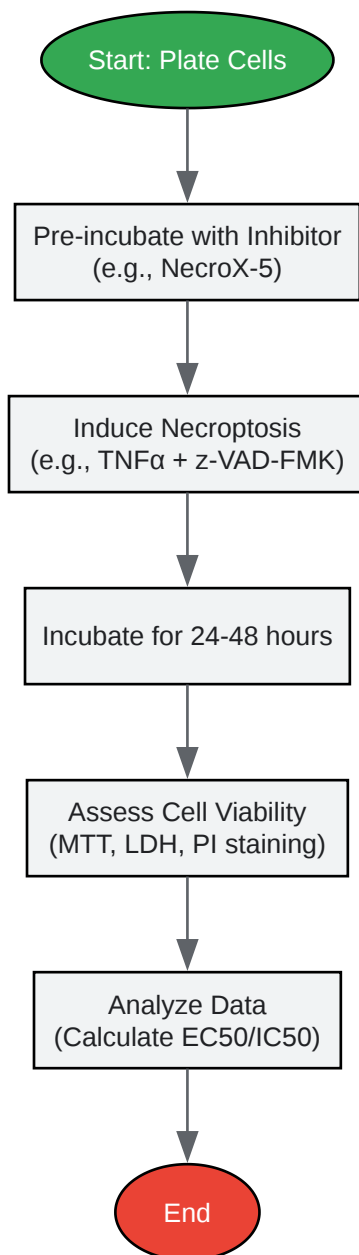 Start: Plate Cells
Pre-incubate with Inhibitor
(e.g., NecroX-5)
Induce Necroptosis
(e.g., TNFα + z-VAD-FMK)
Incubate for 24-48 hours
Assess Cell Viability
(MTT, LDH, PI staining)
Analyze Data
(Calculate EC50/IC50)
End